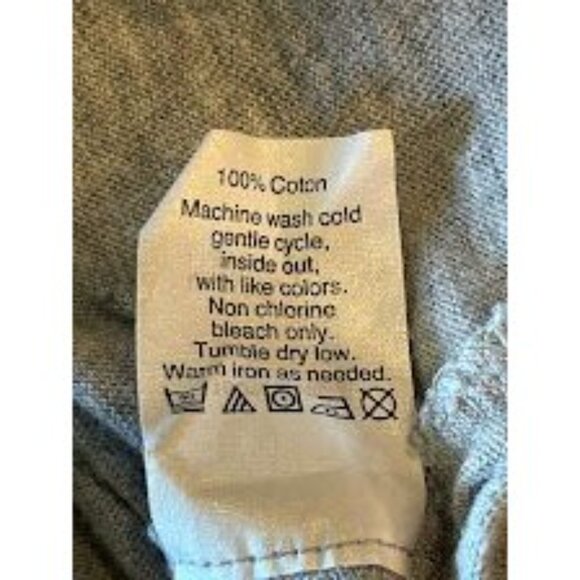 100% Coton
Machine wash cold
gentle cycle,
inside out,
with like colors.
Non chlorine
bleach only.
Tumble dry low.
Warm iron as needed.